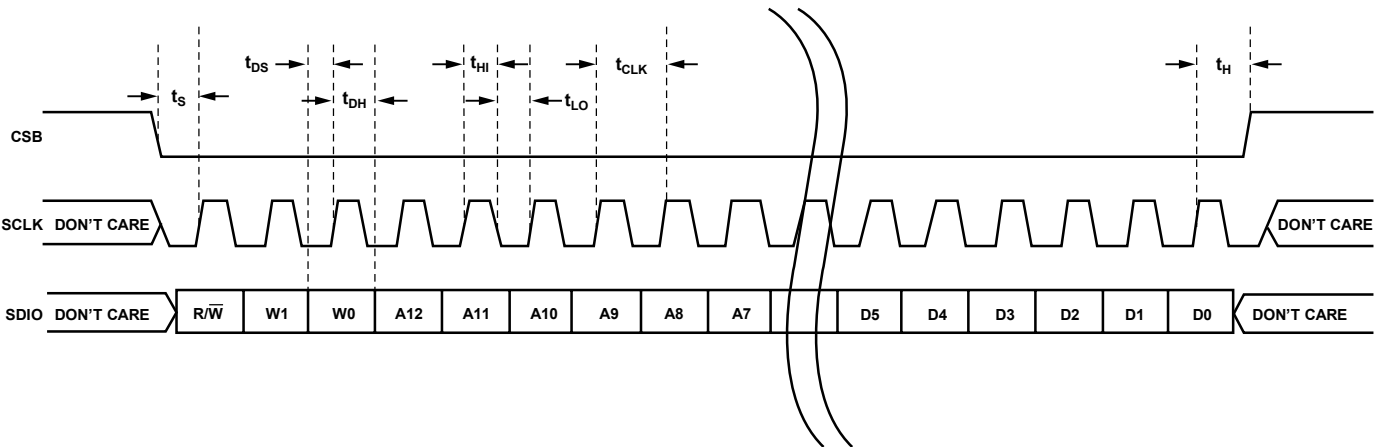 tDS tHI tCLK tH
tS tDH tLO
CSB
SCLK DON'T CARE DON'T CARE
SDIO DON'T CARE R/W̅ W1 W0 A12 A11 A10 A9 A8 A7 D5 D4 D3 D2 D1 D0 DON'T CARE